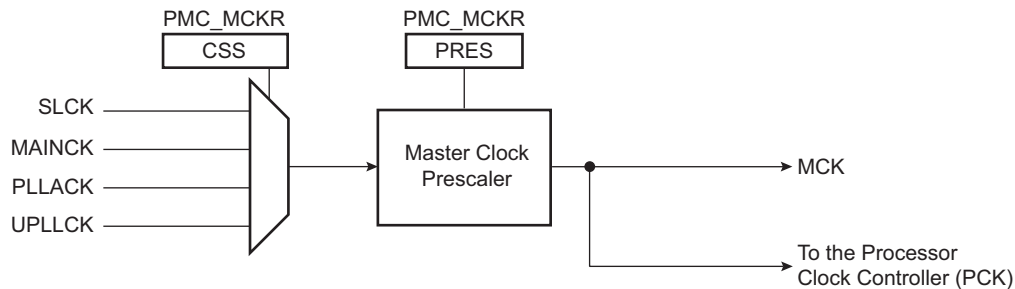 PMC_MCKR
PMC_MCKR
CSS
PRES
SLCK
MAINCK
PLLACK
UPLLCK
Master Clock
Prescaler
MCK
To the Processor
Clock Controller (PCK)